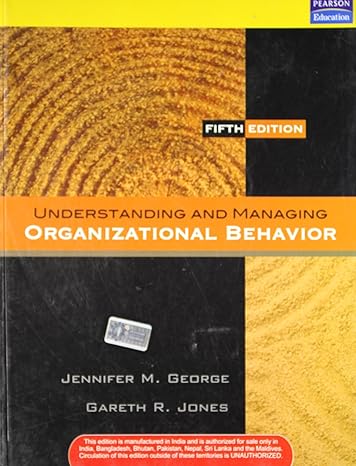 PEARSON
Education
FIFTH EDITION
UNDERSTANDING AND MANAGING
ORGANIZATIONAL BEHAVIOR
JENNIFER M. GEORGE
GARETH R. JONES
This edition is manufactured in India and is authorized for sale only in
India, Bangladesh, Bhutan, Pakistan, Nepal, Sri Lanka and the Maldives.
Circulation of this edition outside of these territories is UNAUTHORIZED.